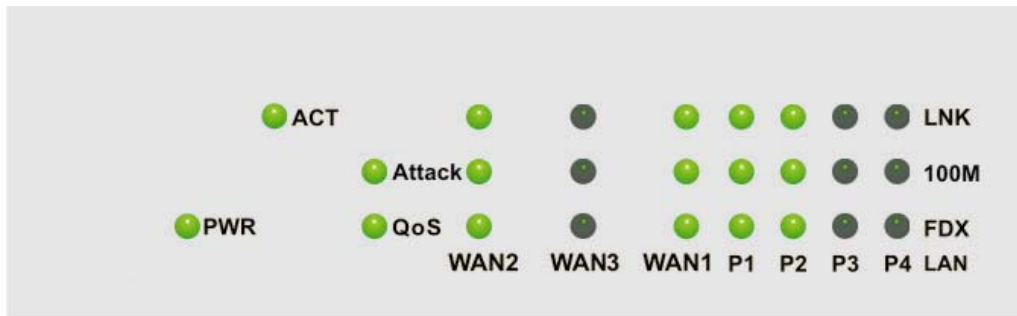 ACT LNK
Attack 100M
PWR QoS FDX
WAN2 WAN3 WAN1 P1 P2 P3 P4 LAN